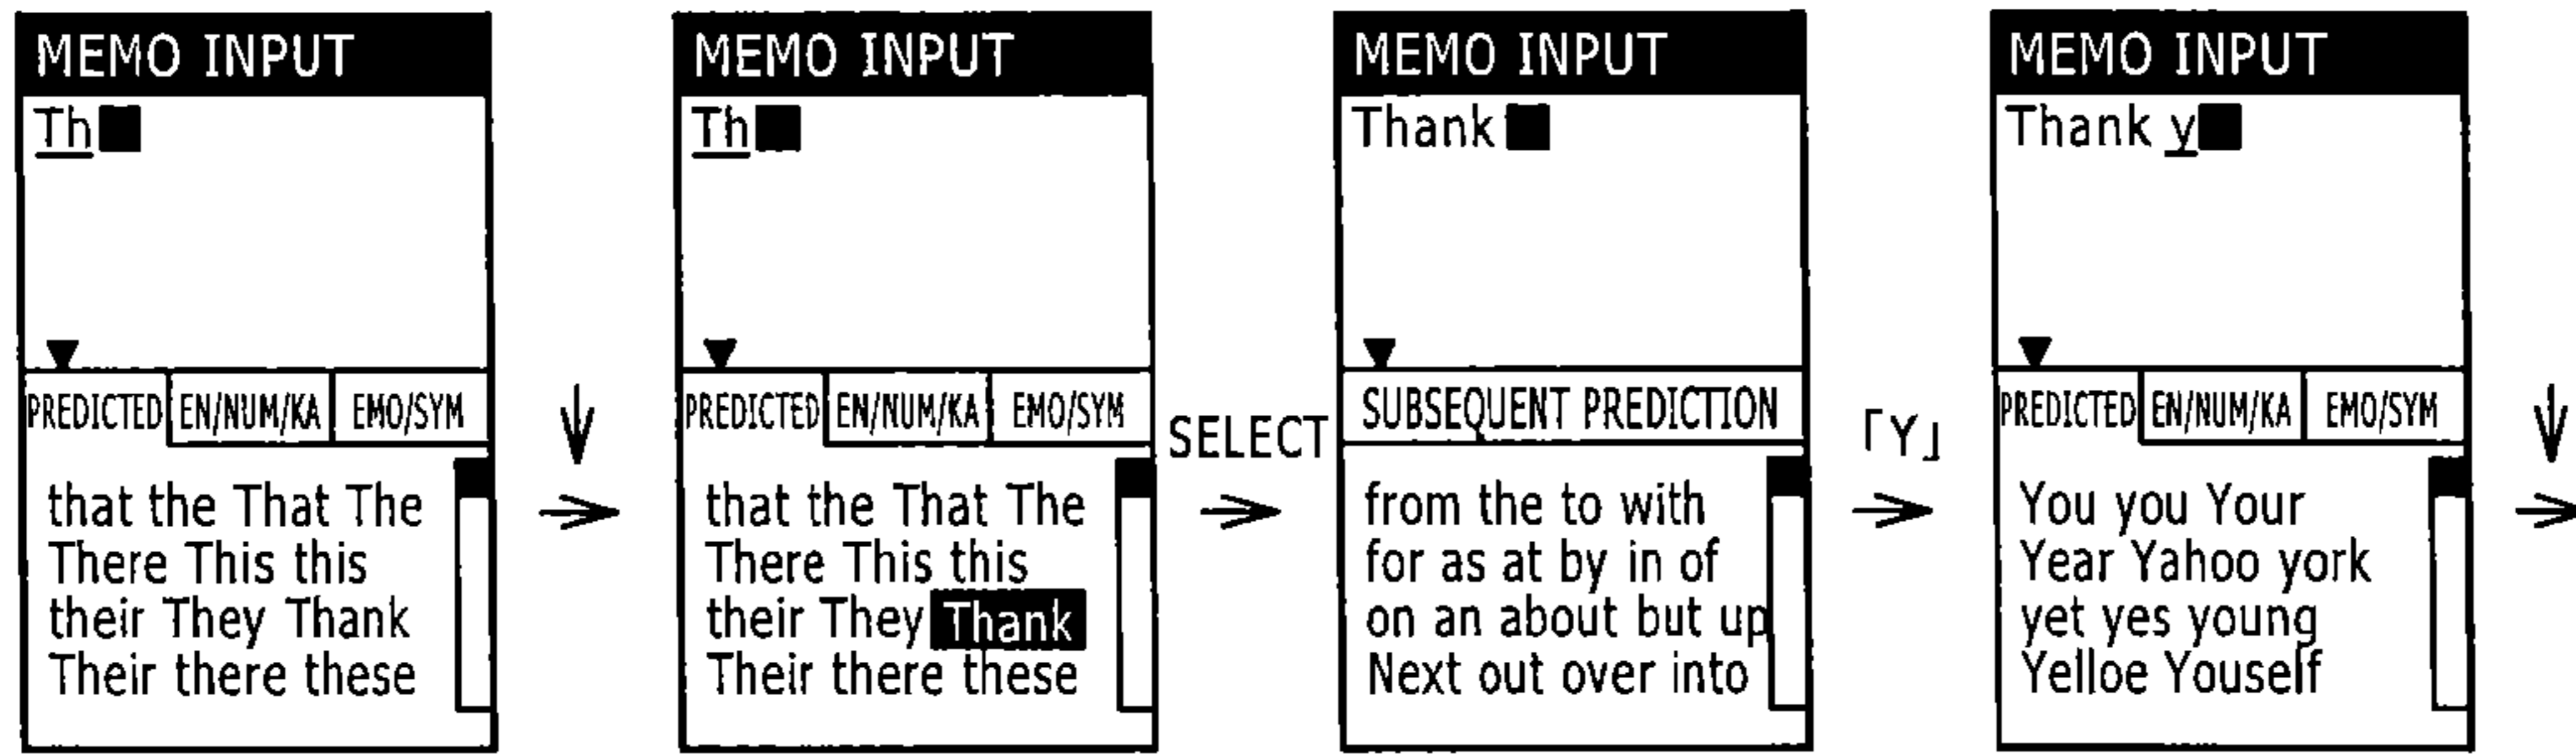 MEMO INPUT
Th
PREDICTED EN/NUM/KA EMO/SYM
that the That The
There This this
their They Thank
Their there these
MEMO INPUT
Th
PREDICTED EN/NUM/KA EMO/SYM
that the That The
There This this
their They Thank
Their there these
SELECT
MEMO INPUT
Thank
SUBSEQUENT PREDICTION
from the to with
for as at by in of
on an about but up
Next out over into
「Y」
MEMO INPUT
Thank y
PREDICTED EN/NUM/KA EMO/SYM
You you Your
Year Yahoo york
yet yes young
Yelloe Youself